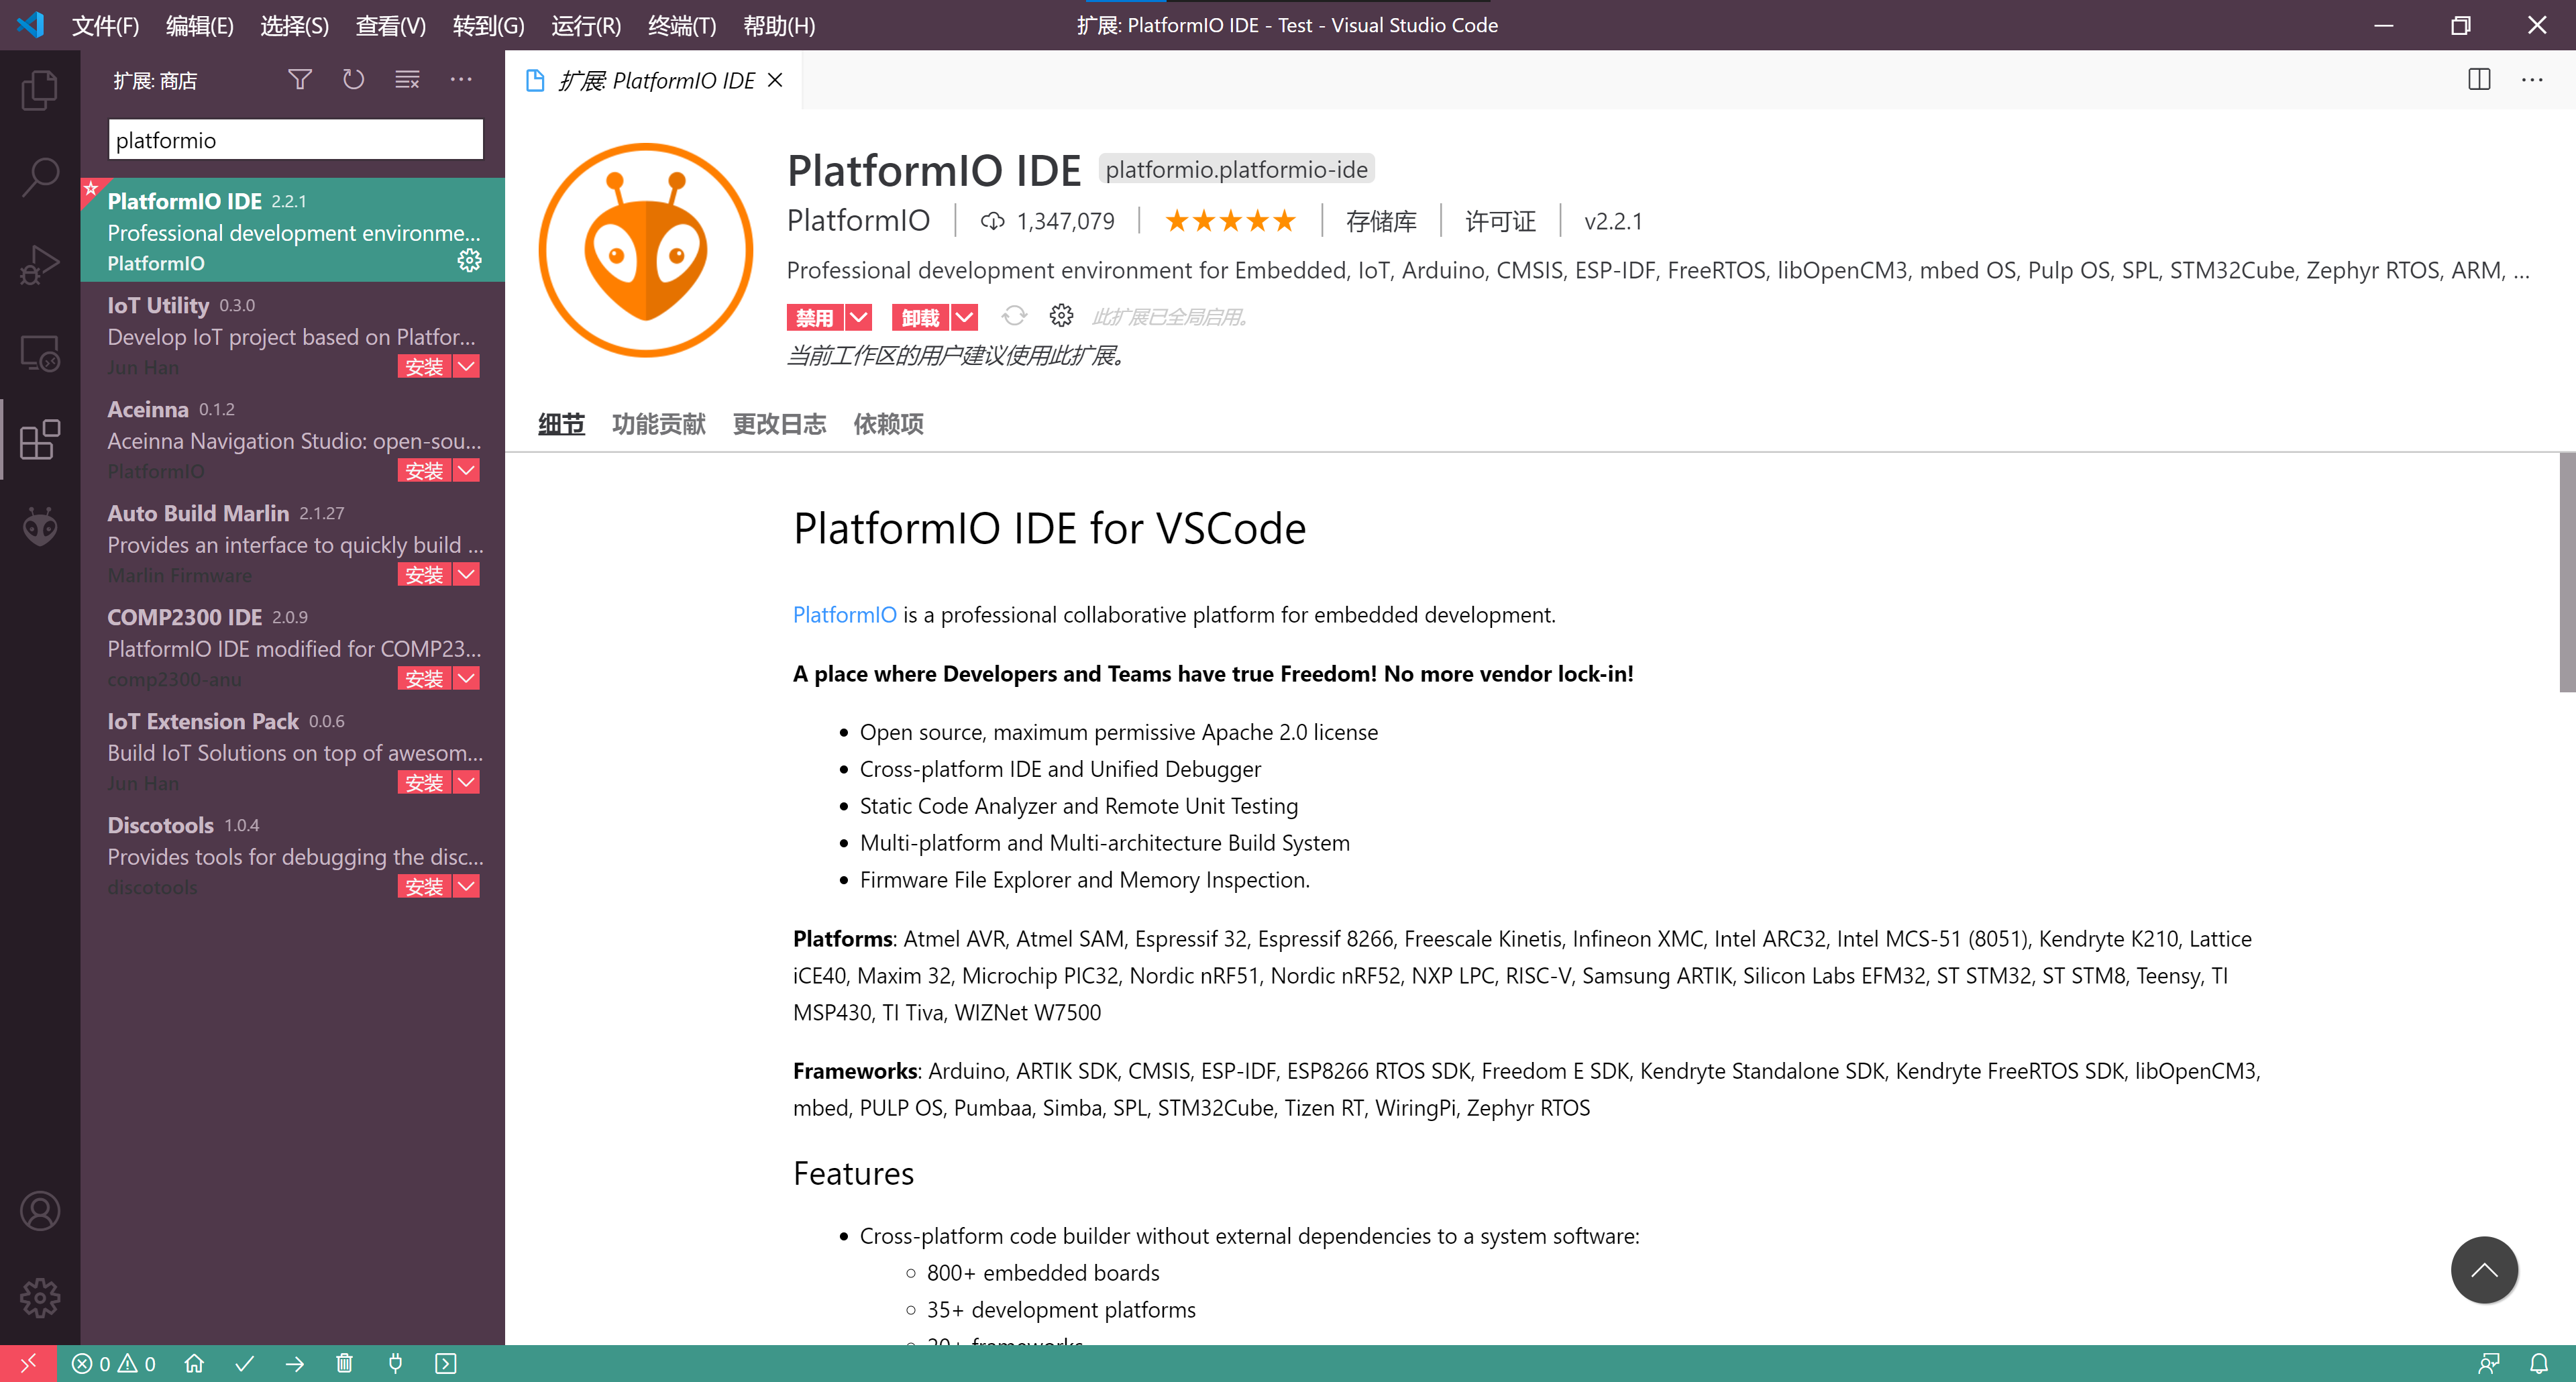 文件(F) 编辑(E) 选择(S) 查看(V) 转到(G) 运行(R) 终端(T) 帮助(H) 扩展: PlatformIO IDE - Test - Visual Studio Code
扩展: 商店
platformio
PlatformIO IDE 2.2.1
Professional development environme...
PlatformIO
IoT Utility 0.3.0
Develop IoT project based on Platfor...
Jun Han 安装
Aceinna 0.1.2
Aceinna Navigation Studio: open-sou...
PlatformIO 安装
Auto Build Marlin 2.1.27
Provides an interface to quickly build ...
Marlin Firmware 安装
COMP2300 IDE 2.0.9
PlatformIO IDE modified for COMP23...
comp2300-anu 安装
IoT Extension Pack 0.0.6
Build IoT Solutions on top of awesom...
Jun Han 安装
Discotools 1.0.4
Provides tools for debugging the disc...
discotools 安装
扩展: PlatformIO IDE
PlatformIO IDE platformio.platformio-ide
PlatformIO 1,347,079 存储库 许可证 v2.2.1
Professional development environment for Embedded, IoT, Arduino, CMSIS, ESP-IDF, FreeRTOS, libOpenCM3, mbed OS, Pulp OS, SPL, STM32Cube, Zephyr RTOS, ARM, ...
禁用 卸载 此扩展已全局启用。
当前工作区的用户建议使用此扩展。
细节 功能贡献 更改日志 依赖项
PlatformIO IDE for VSCode
PlatformIO is a professional collaborative platform for embedded development.
A place where Developers and Teams have true Freedom! No more vendor lock-in!
Open source, maximum permissive Apache 2.0 license
Cross-platform IDE and Unified Debugger
Static Code Analyzer and Remote Unit Testing
Multi-platform and Multi-architecture Build System
Firmware File Explorer and Memory Inspection.
Platforms: Atmel AVR, Atmel SAM, Espressif 32, Espressif 8266, Freescale Kinetis, Infineon XMC, Intel ARC32, Intel MCS-51 (8051), Kendryte K210, Lattice
iCE40, Maxim 32, Microchip PIC32, Nordic nRF51, Nordic nRF52, NXP LPC, RISC-V, Samsung ARTIK, Silicon Labs EFM32, ST STM32, ST STM8, Teensy, TI
MSP430, TI Tiva, WIZNet W7500
Frameworks: Arduino, ARTIK SDK, CMSIS, ESP-IDF, ESP8266 RTOS SDK, Freedom E SDK, Kendryte Standalone SDK, Kendryte FreeRTOS SDK, libOpenCM3,
mbed, PULP OS, Pumbaa, Simba, SPL, STM32Cube, Tizen RT, WiringPi, Zephyr RTOS
Features
Cross-platform code builder without external dependencies to a system software:
800+ embedded boards
35+ development platforms
20+ frameworks
0 0